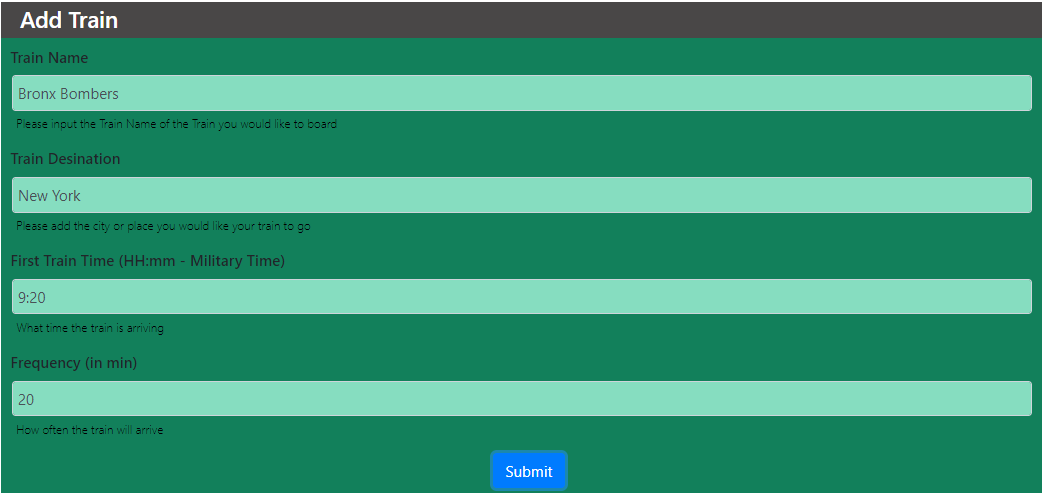 Add Train
Train Name
Bronx Bombers
Please input the Train Name of the Train you would like to board
Train Desination
New York
Please add the city or place you would like your train to go
First Train Time (HH:mm - Military Time)
9:20
What time the train is arriving
Frequency (in min)
20
How often the train will arrive
Submit